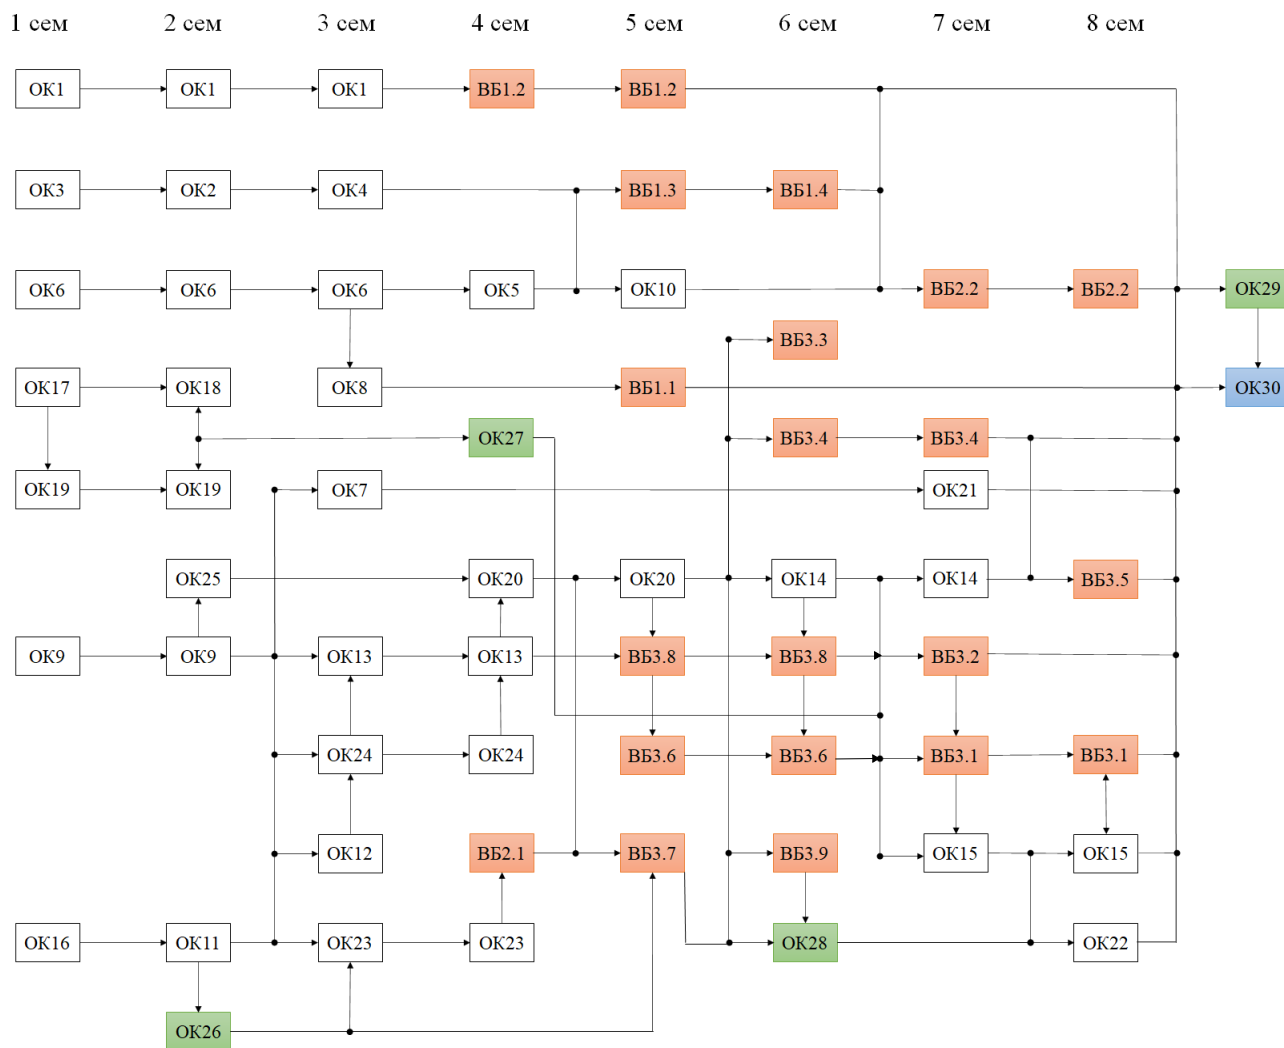 1 сем 2 сем 3 сем 4 сем 5 сем 6 сем 7 сем 8 сем
ОК1 ОК1 ОК1 ВБ1.2 ВБ1.2
ОК3 ОК2 ОК4 ВБ1.3 ВБ1.4
ОК6 ОК6 ОК6 ОК5 ОК10 ВБ2.2 ВБ2.2 ОК29
ВБ3.3
ОК17 ОК18 ОК8 ВБ1.1 ОК30
ОК27 ВБ3.4 ВБ3.4
ОК19 ОК19 ОК7 ОК21
ОК25 ОК20 ОК20 ОК14 ОК14 ВБ3.5
ОК9 ОК9 ОК13 ОК13 ВБ3.8 ВБ3.8 ВБ3.2
ОК24 ОК24 ВБ3.6 ВБ3.6 ВБ3.1 ВБ3.1
ОК12 ВБ2.1 ВБ3.7 ВБ3.9 ОК15 ОК15
ОК16 ОК11 ОК23 ОК23 ОК28 ОК22
ОК26